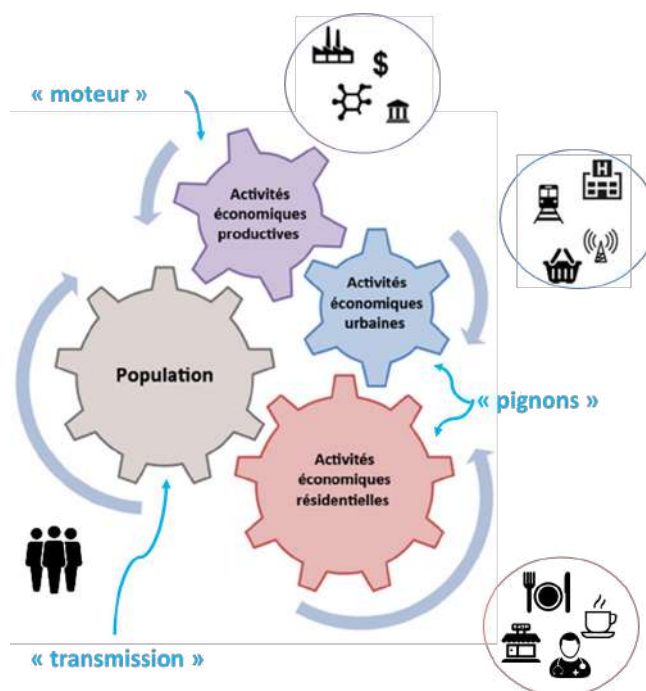 « moteur »
$
Activités
économiques
productives
H
Activités
économiques
urbaines
Population
« pignons »
Activités
économiques
résidentielles
« transmission »